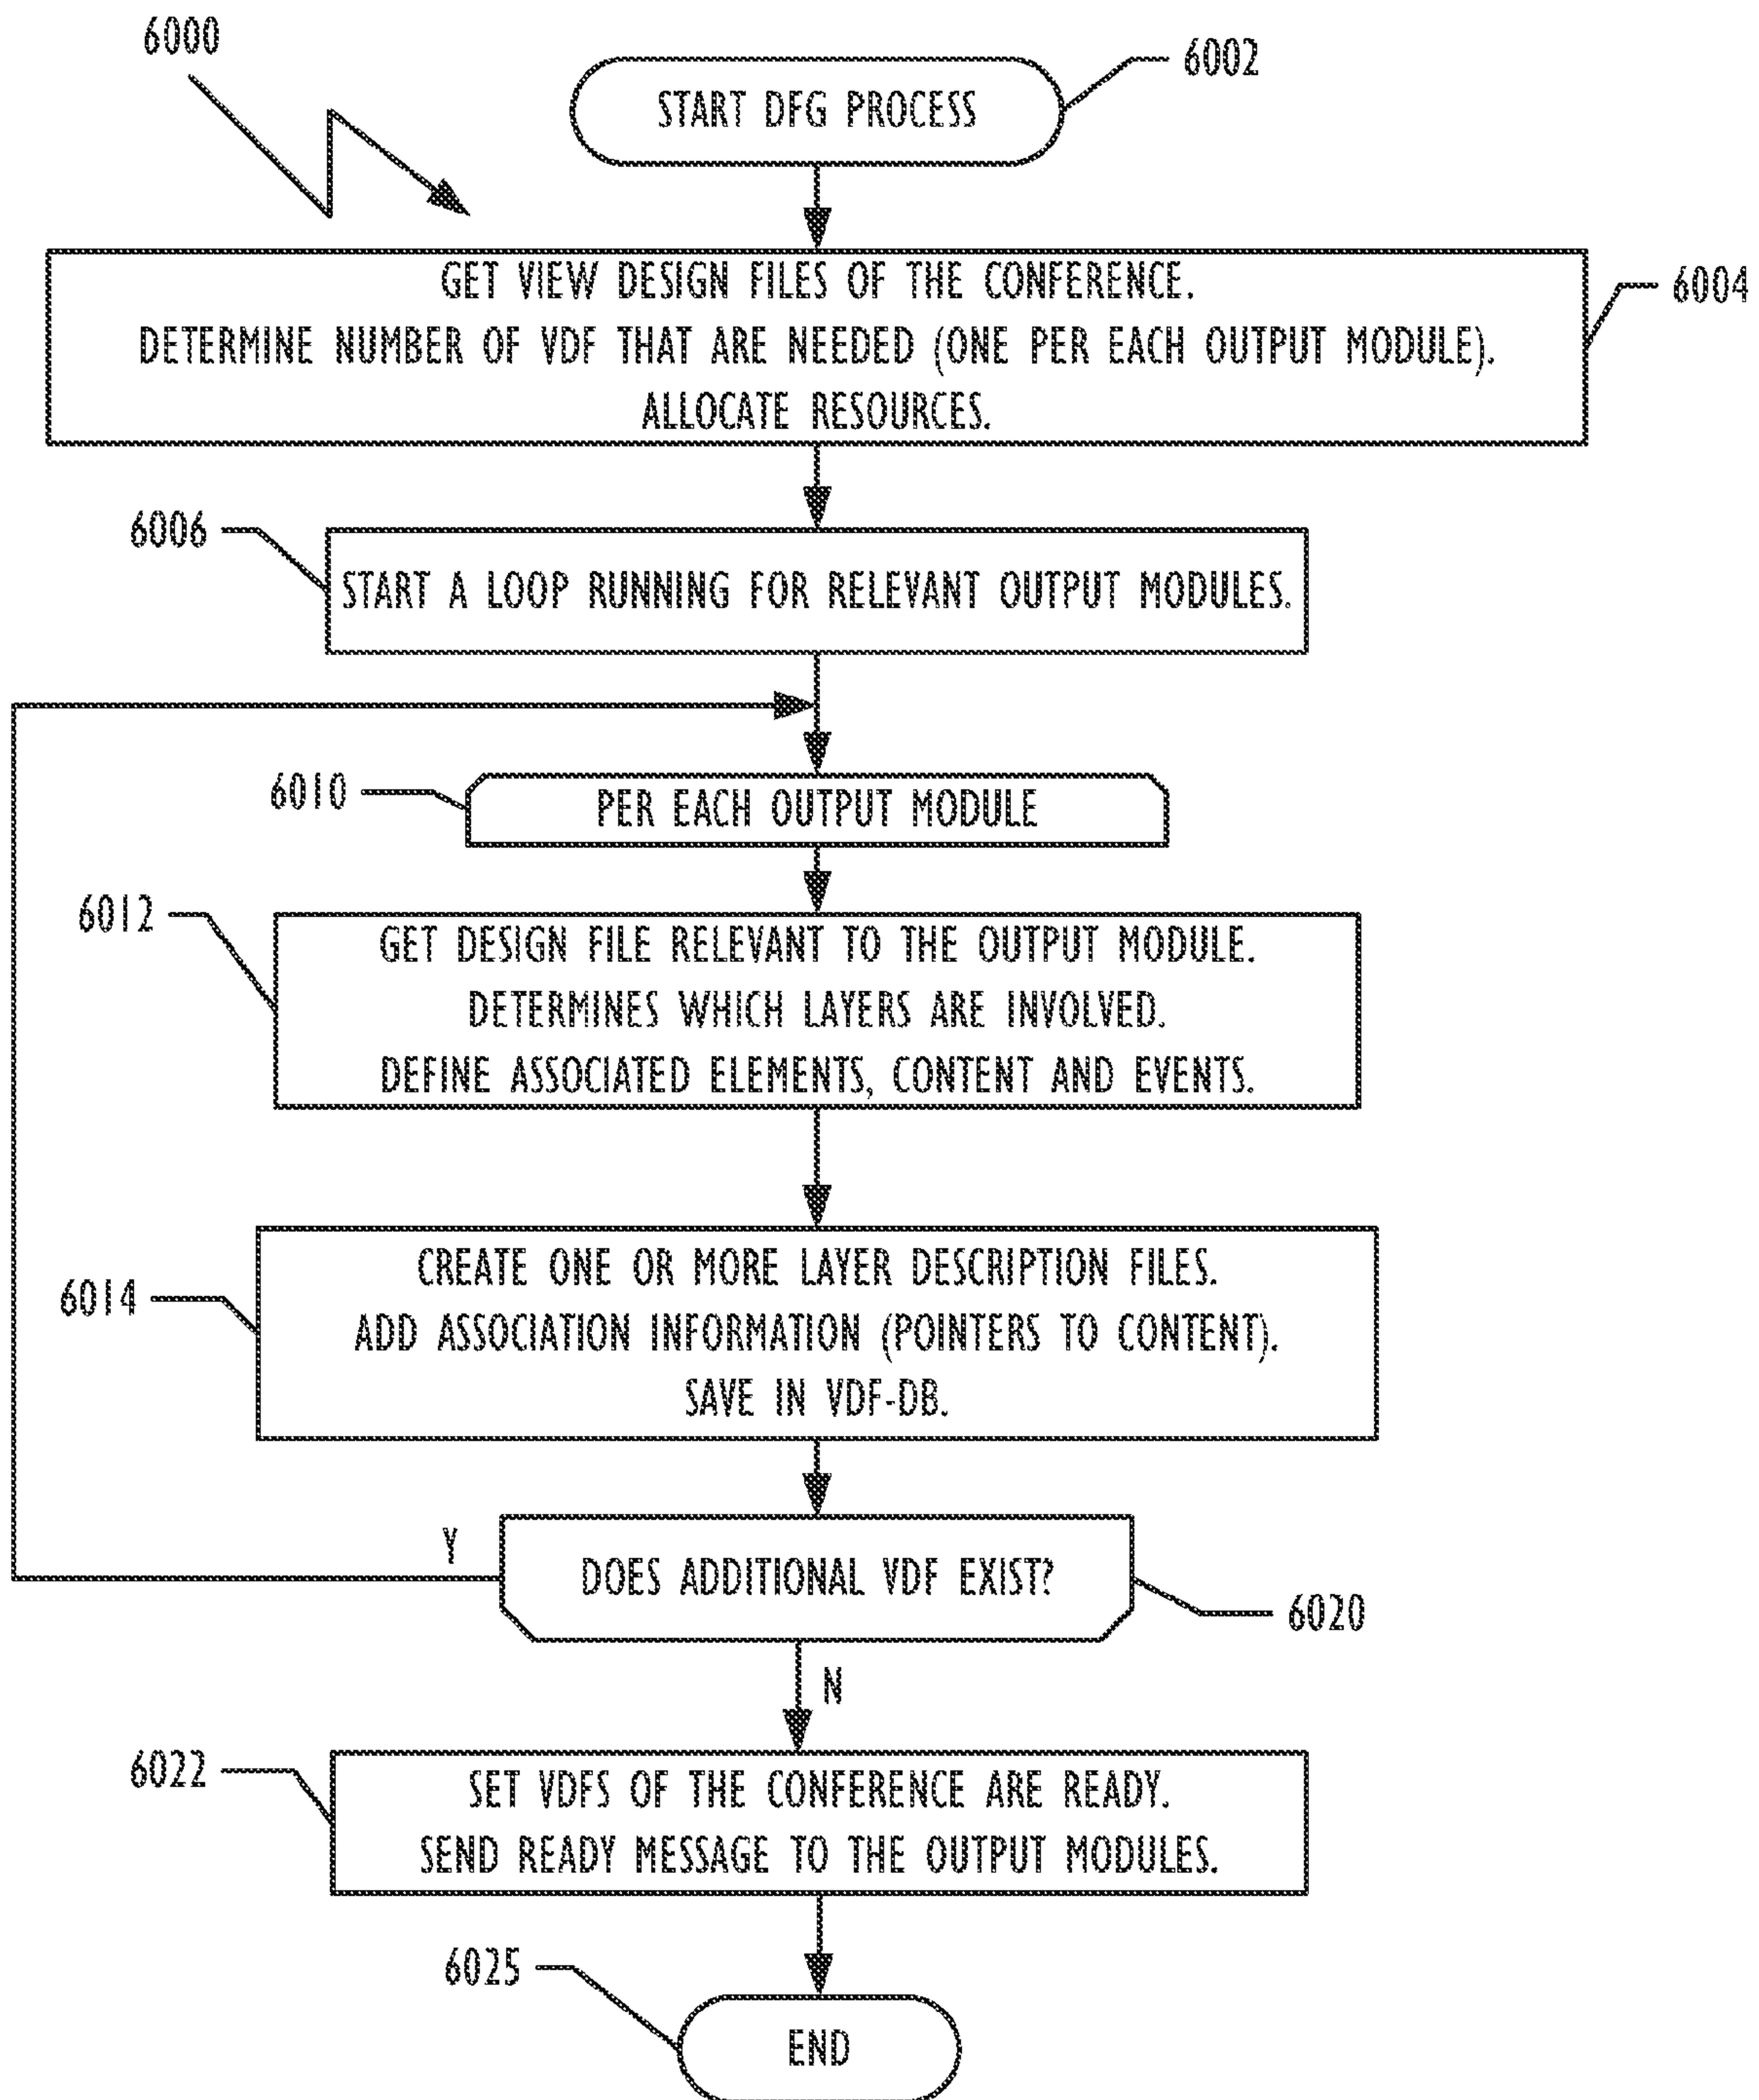 6000
START DFG PROCESS
6002
GET VIEW DESIGN FILES OF THE CONFERENCE.
DETERMINE NUMBER OF VDF THAT ARE NEEDED (ONE PER EACH OUTPUT MODULE).
ALLOCATE RESOURCES.
6004
6006
START A LOOP RUNNING FOR RELEVANT OUTPUT MODULES.
6010
PER EACH OUTPUT MODULE
6012
GET DESIGN FILE RELEVANT TO THE OUTPUT MODULE.
DETERMINES WHICH LAYERS ARE INVOLVED.
DEFINE ASSOCIATED ELEMENTS, CONTENT AND EVENTS.
6014
CREATE ONE OR MORE LAYER DESCRIPTION FILES.
ADD ASSOCIATION INFORMATION (POINTERS TO CONTENT).
SAVE IN VDF-DB.
Y
DOES ADDITIONAL VDF EXIST?
6020
N
6022
SET VDFS OF THE CONFERENCE ARE READY.
SEND READY MESSAGE TO THE OUTPUT MODULES.
6025
END